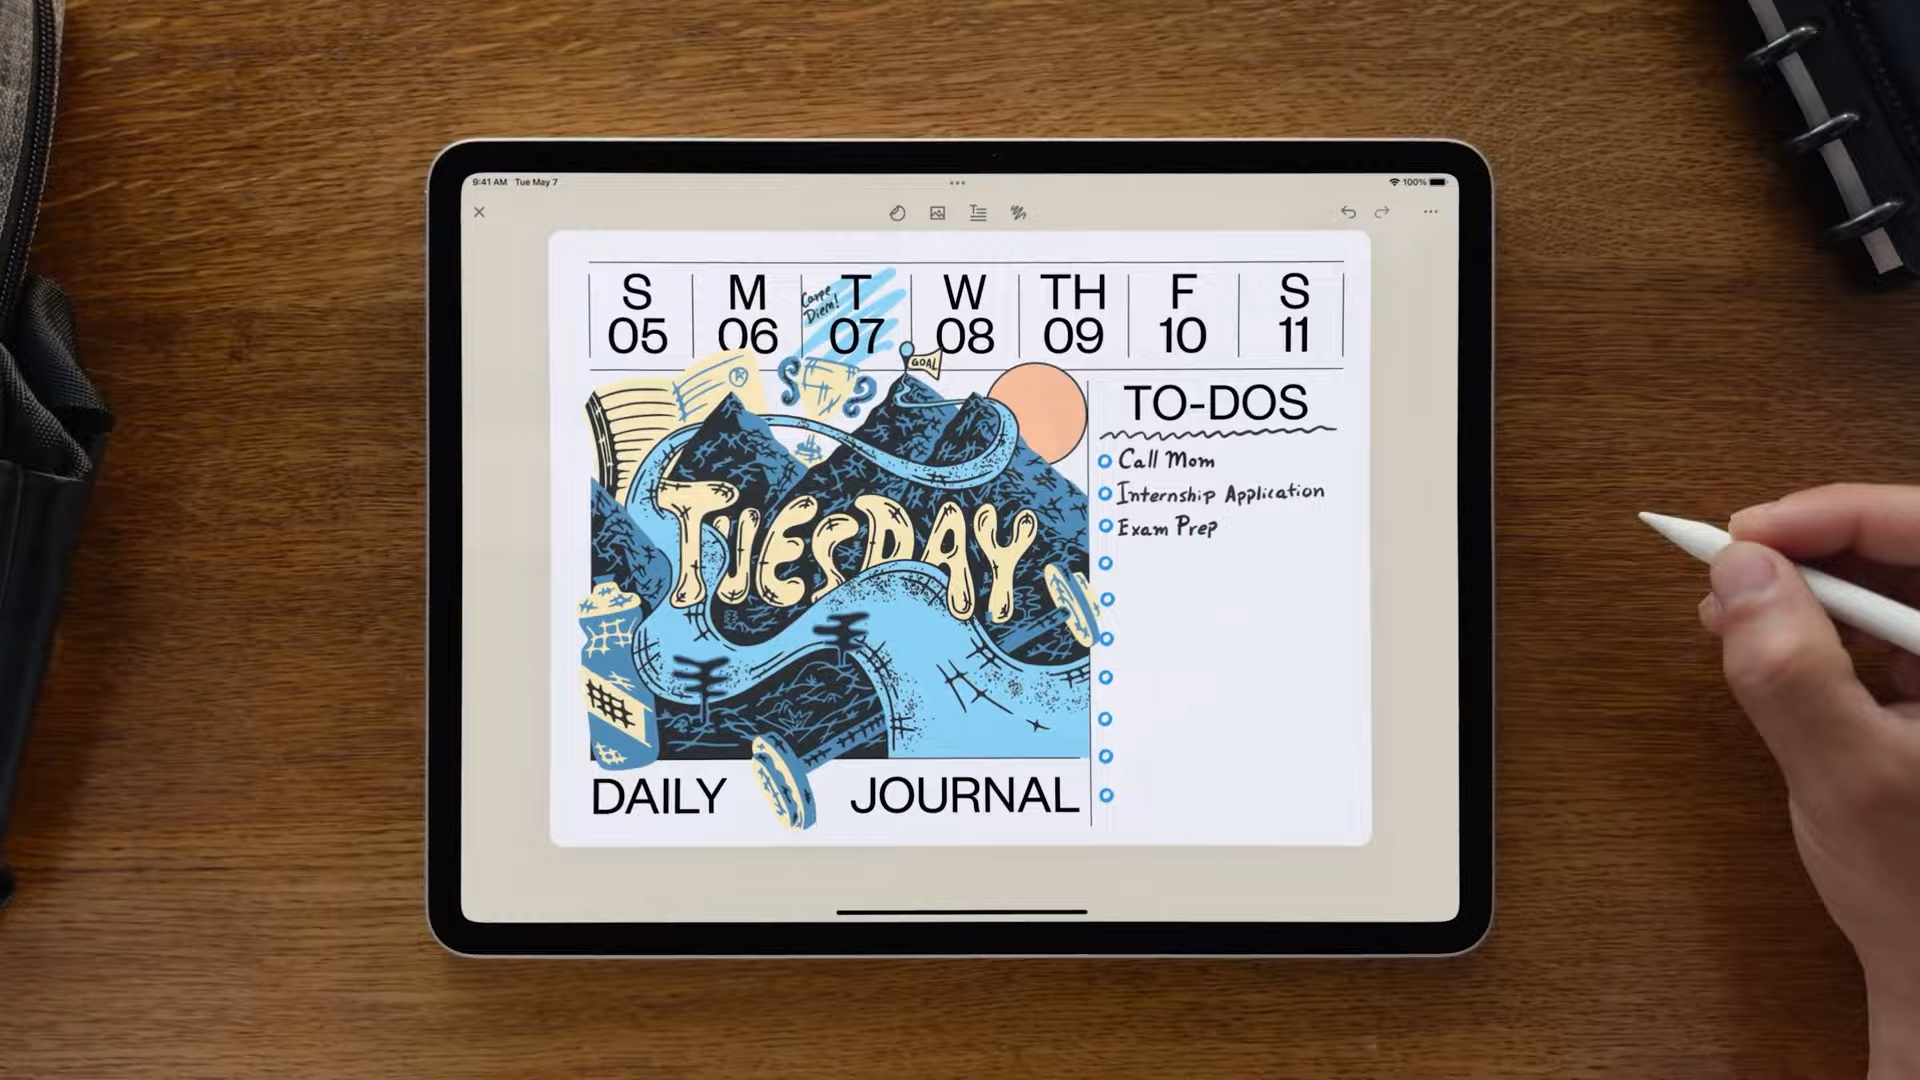 9:41 AM Tue May 7
100%
S M T W TH F S
Carpe
Diem!
05 06 07 08 09 10 11
GOAL
TO-DOS
Call Mom
Internship Application
Exam Prep
TUESDAY
DAILY JOURNAL